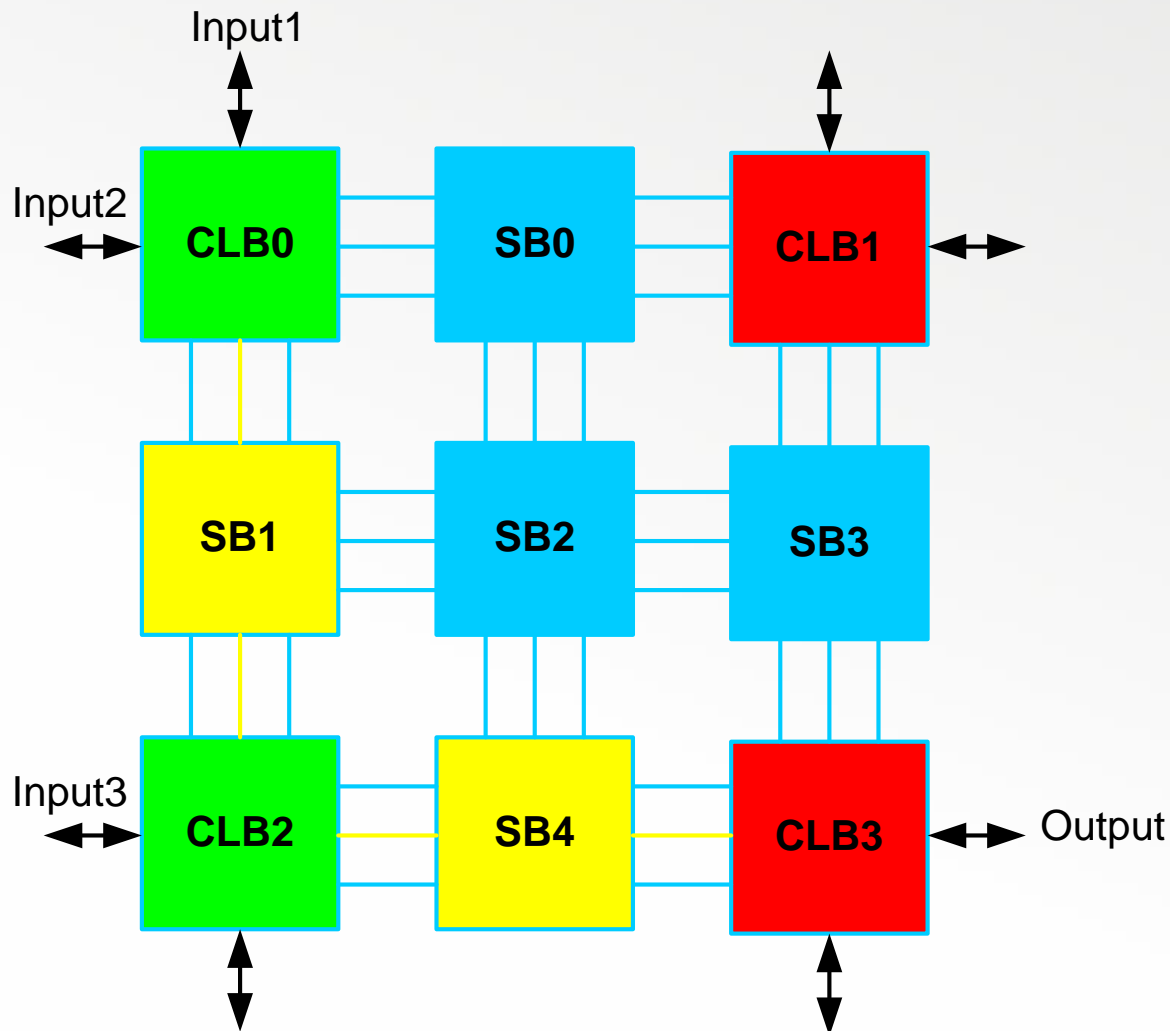 Input1
Input2
CLB0
SB0
CLB1
SB1
SB2
SB3
Input3
CLB2
SB4
CLB3
Output